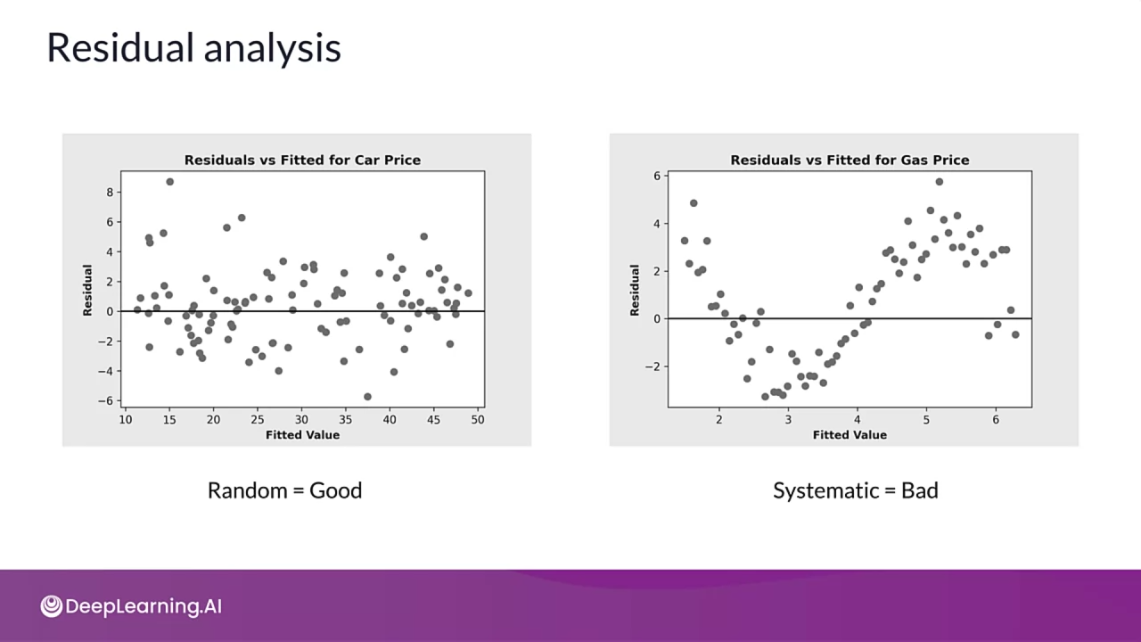 Residual analysis
Residuals vs Fitted for Car Price
Residual
8
6
4
2
0
−2
−4
−6
10 15 20 25 30 35 40 45 50
Fitted Value
Random = Good
Residuals vs Fitted for Gas Price
Residual
6
4
2
0
−2
2 3 4 5 6
Fitted Value
Systematic = Bad
DeepLearning.AI